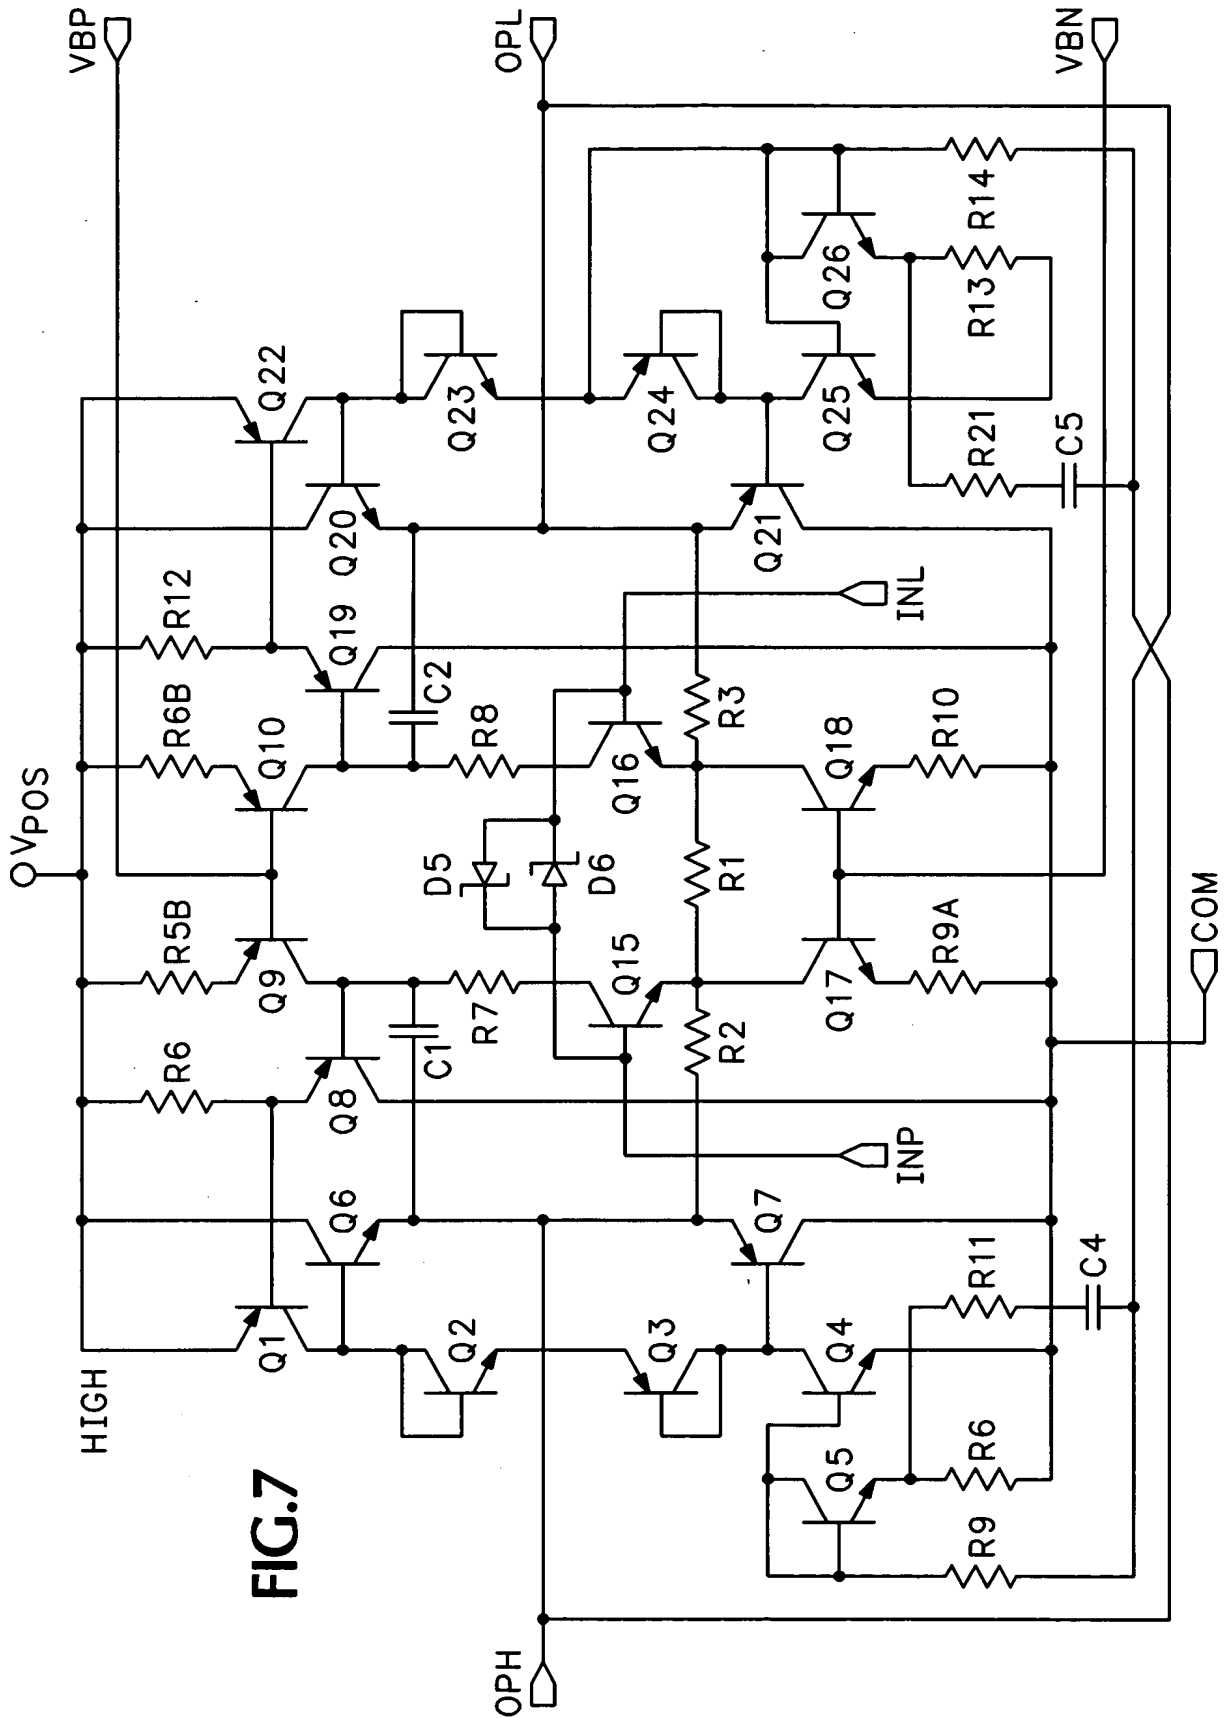 FIG.7
HIGH
VPOS
VBP
OPL
VBN
OPH
INP
INL
COM
R6
R5B
R6B
R12
Q1
Q9
Q10
Q22
Q6
Q8
Q19
Q20
Q2
C1
R7
D5
R8
C2
Q23
Q3
Q15
D6
Q16
Q24
Q7
R2
R1
R3
Q21
Q5
Q4
Q17
Q18
Q25
Q26
R9
R6
R11
R9A
R10
R21
R13
R14
C4
C5